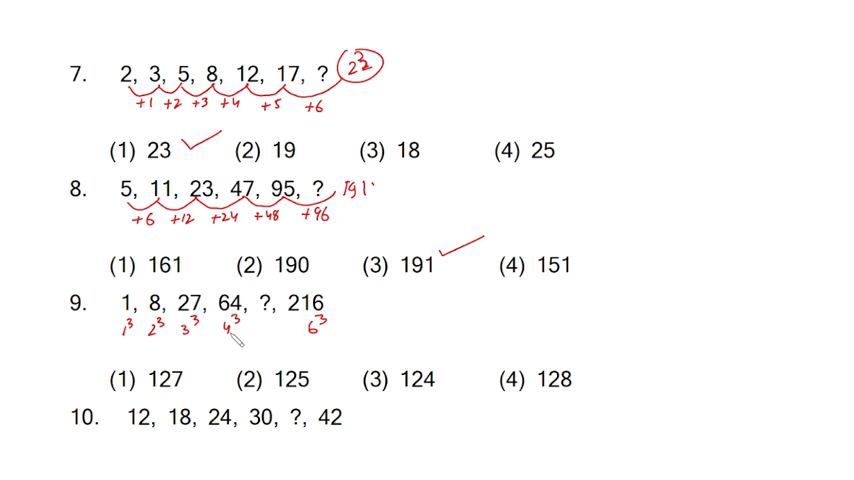 7. 2, 3, 5, 8, 12, 17, ? 23
+1 +2 +3 +4 +5 +6
(1) 23 (2) 19 (3) 18 (4) 25
8. 5, 11, 23, 47, 95, ? 191
+6 +12 +24 +48 +96
(1) 161 (2) 190 (3) 191 (4) 151
9. 1, 8, 27, 64, ?, 216
1³ 2³ 3³ 4³ 6³
(1) 127 (2) 125 (3) 124 (4) 128
10. 12, 18, 24, 30, ?, 42